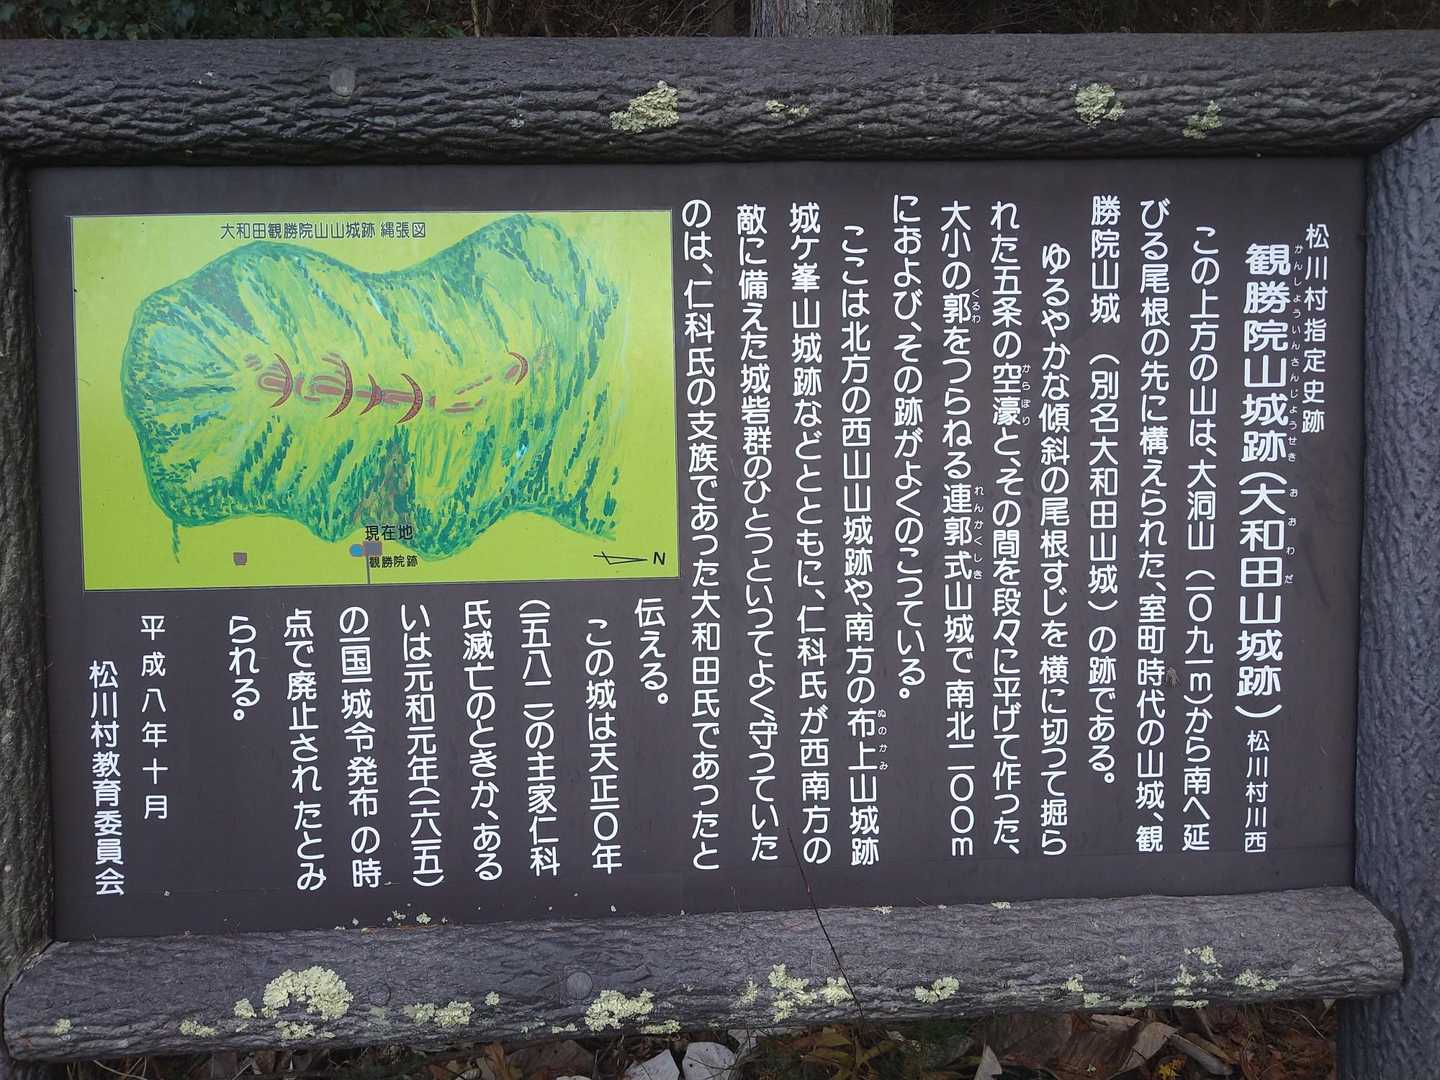 松川村指定史跡
観勝院山城跡(大和田山城跡) 松川村川西
かんしょういんさんじょうせき おおわだ
この上方の山は、大洞山(一〇九一m)から南へ延
びる尾根の先に構えられた、室町時代の山城、観
勝院山城 (別名大和田山城)の跡である。
ゆるやかな傾斜の尾根すじを横に切って掘ら
れた五条の空濠と、その間を段々に平げて作った、
からぼり
大小の郭をつらねる連郭式山城で南北二〇〇m
くるわ れんかくしき
におよび、その跡がよくのこっている。
ここは北方の西山山城跡や、南方の布上山城跡
ぬのかみ
城ケ峯山城跡などとともに、仁科氏が西南方の
敵に備えた城砦群のひとつといってよく、守っていた
のは、仁科氏の支族であった大和田氏であったと
伝える。
この城は天正一〇年
(一五八二)の主家仁科
氏滅亡のときか、ある
いは元和元年(一六一五)
の一国一城令発布の時
点で廃止されたとみ
られる。
平成八年十月
松川村教育委員会
大和田観勝院山山城跡 縄張図
現在地
観勝院跡
N